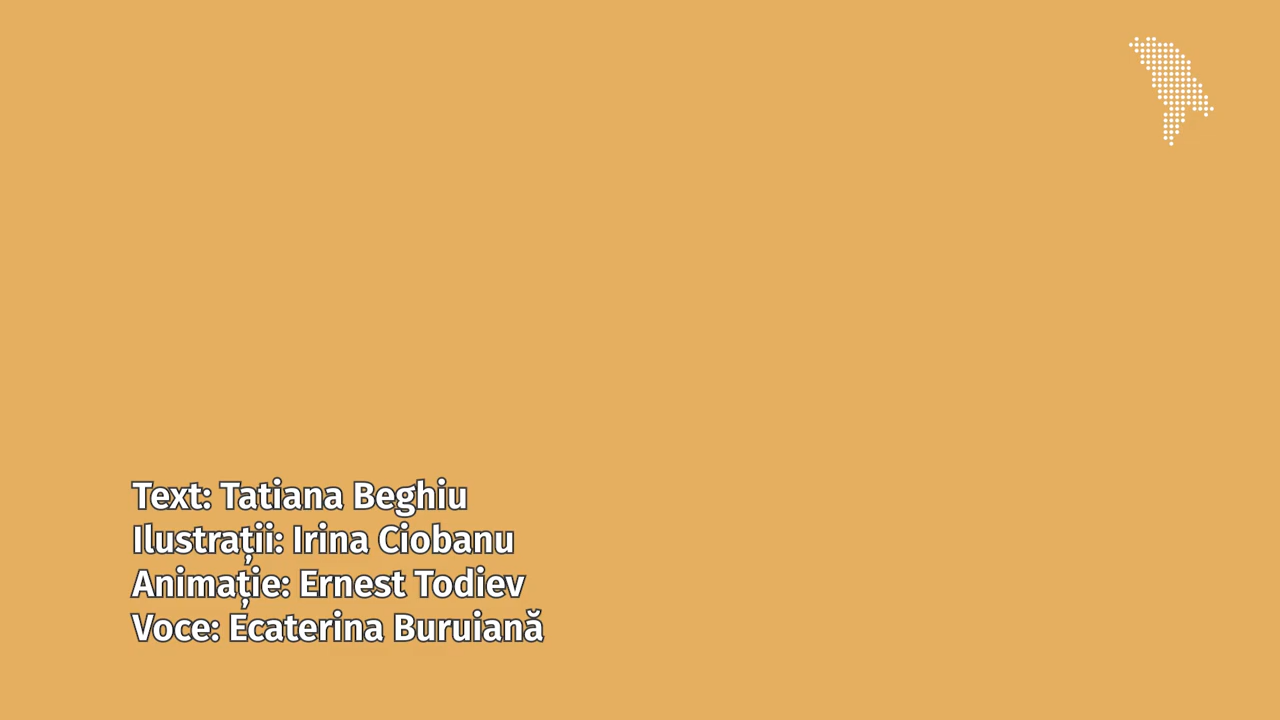 Text: Tatiana Beghiu
Ilustrații: Irina Ciobanu
Animație: Ernest Todiev
Voce: Ecaterina Buruiană